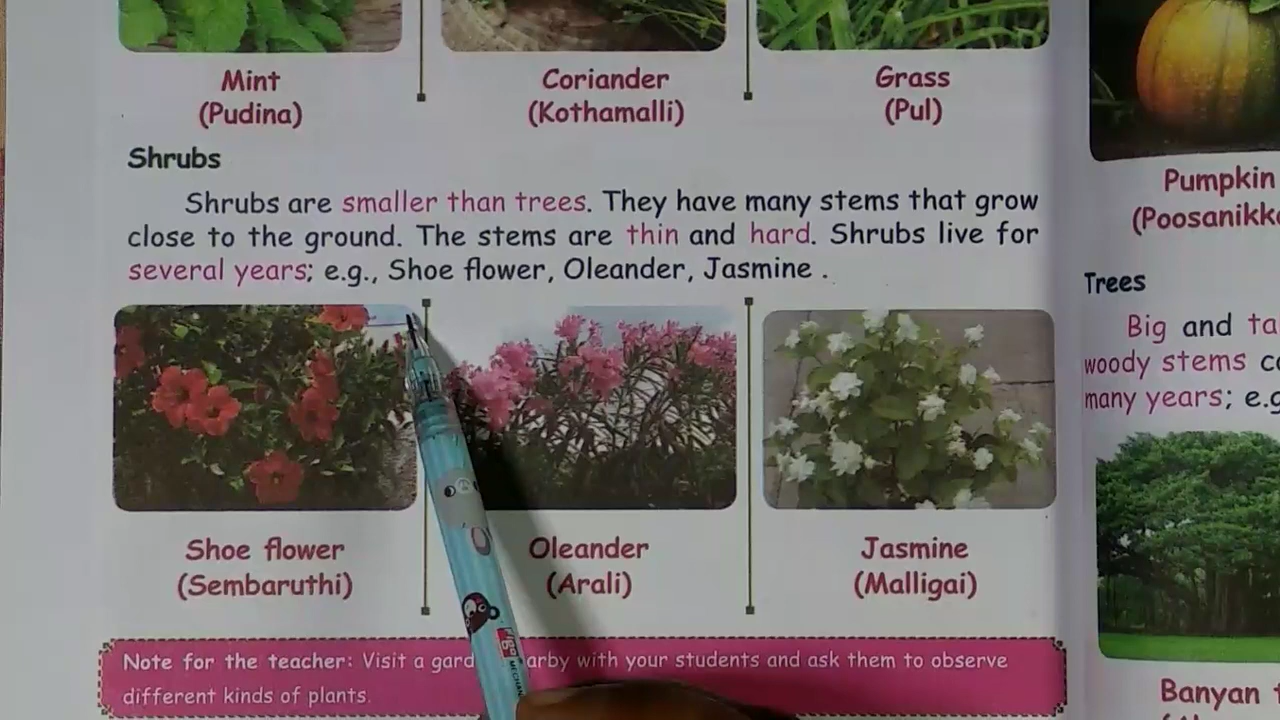 Mint
(Pudina)
Coriander
(Kothamalli)
Grass
(Pul)
Shrubs
Shrubs are smaller than trees. They have many stems that grow
close to the ground. The stems are thin and hard. Shrubs live for
several years; e.g., Shoe flower, Oleander, Jasmine .
Shoe flower
(Sembaruthi)
Oleander
(Arali)
Jasmine
(Malligai)
Note for the teacher: Visit a with your students and ask them to observe
different kinds of plants.
Pumpkin
Trees
Big and
woody stems
many years;
Banyan